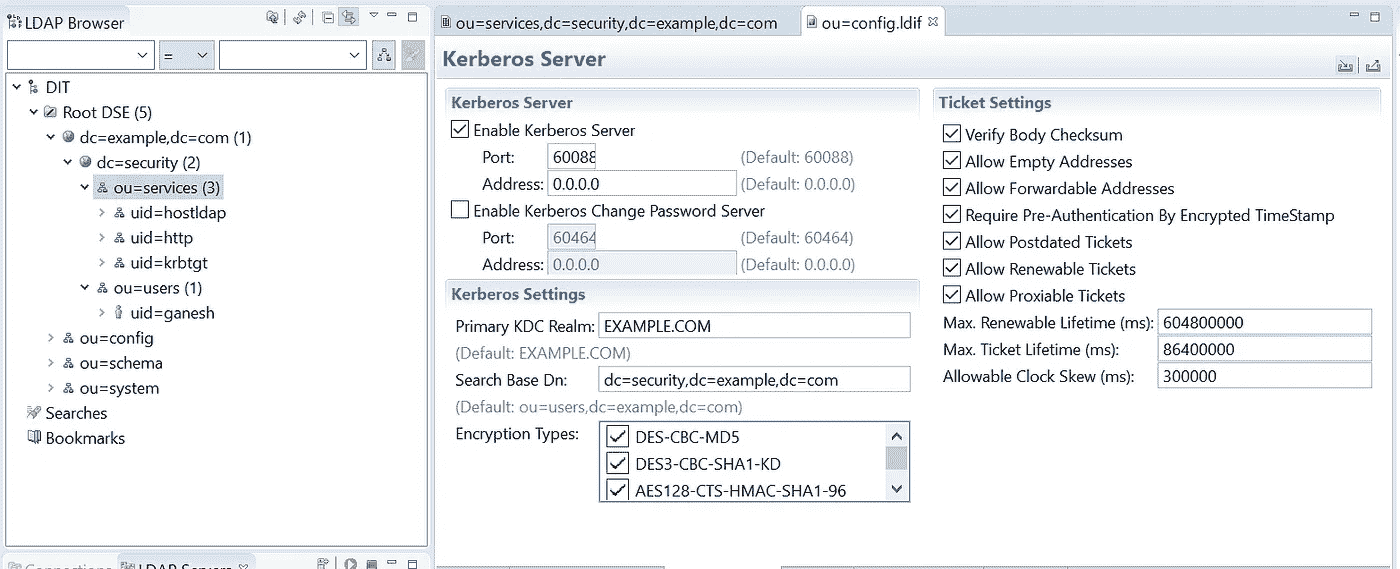 LDAP Browser
=
DIT
Root DSE (5)
dc=example,dc=com (1)
dc=security (2)
ou=services (3)
uid=hostldap
uid=http
uid=krbtgt
ou=users (1)
uid=ganesh
ou=config
ou=schema
ou=system
Searches
Bookmarks
Connections
LDAP Servers
ou=services,dc=security,dc=example,dc=com
ou=config.ldif
Kerberos Server
Kerberos Server
Enable Kerberos Server
Port: 60088 (Default: 60088)
Address: 0.0.0.0 (Default: 0.0.0.0)
Enable Kerberos Change Password Server
Port: 60464 (Default: 60464)
Address: 0.0.0.0 (Default: 0.0.0.0)
Kerberos Settings
Primary KDC Realm: EXAMPLE.COM
(Default: EXAMPLE.COM)
Search Base Dn: dc=security,dc=example,dc=com
(Default: ou=users,dc=example,dc=com)
Encryption Types: DES-CBC-MD5
DES3-CBC-SHA1-KD
AES128-CTS-HMAC-SHA1-96
Ticket Settings
Verify Body Checksum
Allow Empty Addresses
Allow Forwardable Addresses
Require Pre-Authentication By Encrypted TimeStamp
Allow Postdated Tickets
Allow Renewable Tickets
Allow Proxiable Tickets
Max. Renewable Lifetime (ms): 604800000
Max. Ticket Lifetime (ms): 86400000
Allowable Clock Skew (ms): 300000